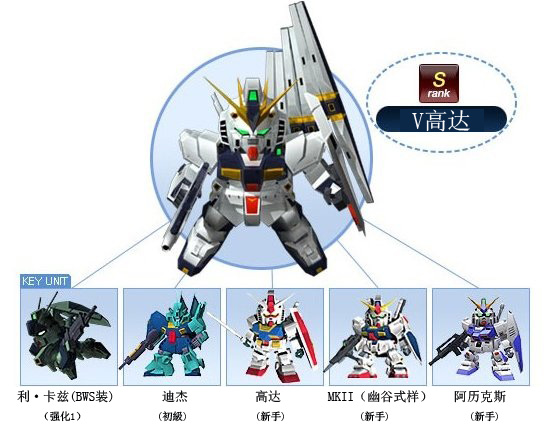 S
rank
V高达
KEY UNIT
利·卡兹(BWS装)
(强化1)
迪杰
(初級)
高达
(新手)
MKII（幽谷式样）
(新手)
阿历克斯
(新手)